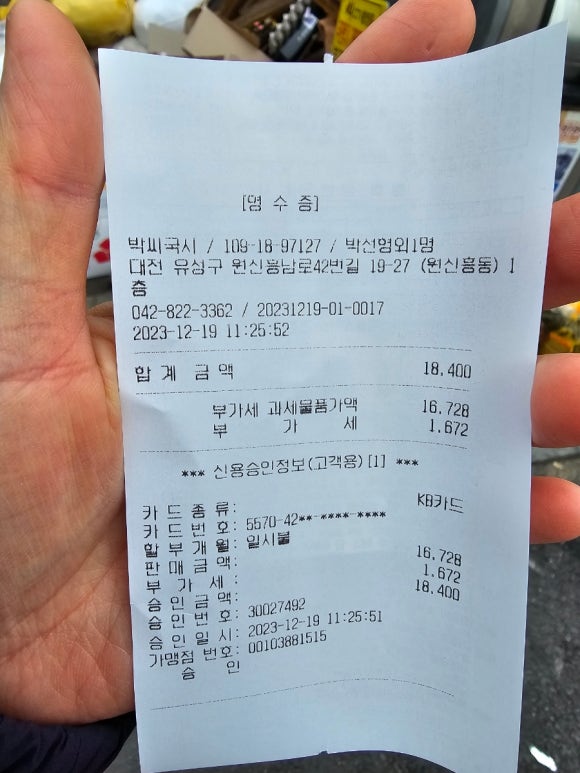 [영 수 증]
박씨국시 / 109-18-97127 / 박선형외1명
대전 유성구 원신흥남로42번길 19-27 (원신흥동) 1
층
042-822-3362 / 20231219-01-0017
2023-12-19 11:25:52
합 계 금 액 18,400
부가세 과세물품가액 16,728
부 가 세 1,672
*** 신용승인정보(고객용)[1] ***
카 드 종 류: KB카드
카 드 번 호: 5570-42**-****-****
할 부 개 월: 일시불
판 매 금 액: 16,728
부 가 세 : 1,672
승 인 금 액: 18,400
승 인 번 호: 30027492
승 인 일 시: 2023-12-19 11:25:51
가맹점 번호: 00103881515
승 인